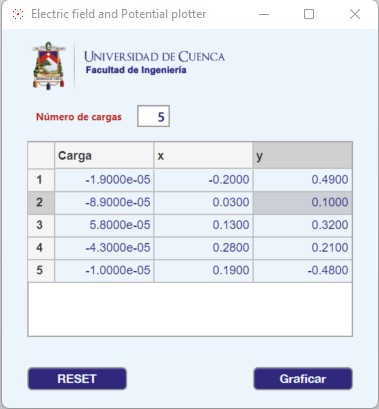 Electric field and Potential plotter
UNIVERSIDAD DE CUENCA
Facultad de Ingeniería
Número de cargas 5
Carga x y
1 -1.9000e-05 -0.2000 0.4900
2 -8.9000e-05 0.0300 0.1000
3 5.8000e-05 0.1300 0.3200
4 -4.3000e-05 0.2800 0.2100
5 -1.0000e-05 0.1900 -0.4800
RESET Graficar